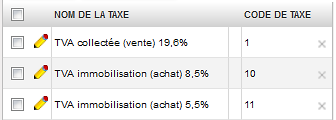 NOM DE LA TAXE CODE DE TAXE
TVA collectée (vente) 19,6% 1
TVA immobilisation (achat) 8,5% 10
TVA immobilisation (achat) 5,5% 11